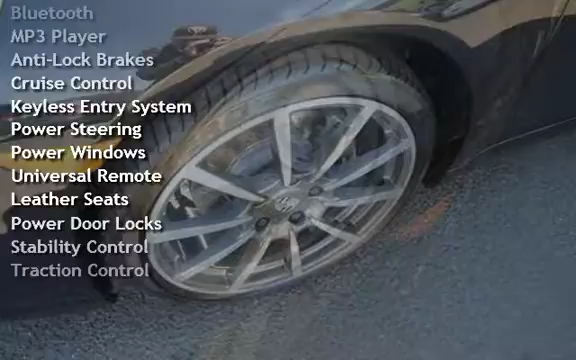 Bluetooth
MP3 Player
Anti-Lock Brakes
Cruise Control
Keyless Entry System
Power Steering
Power Windows
Universal Remote
Leather Seats
Power Door Locks
Stability Control
Traction Control